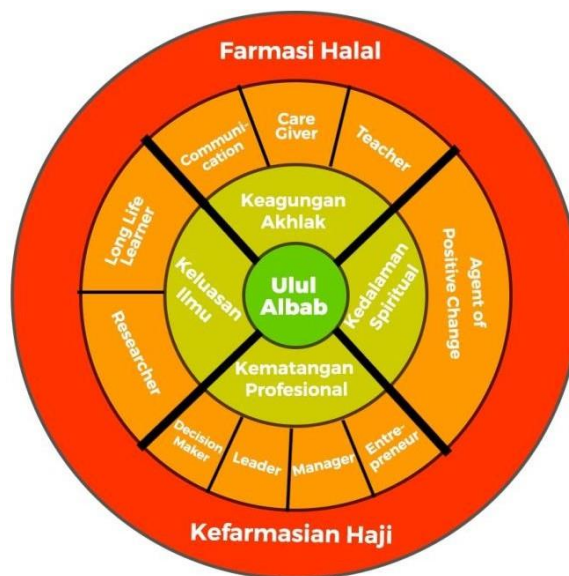 Farmasi Halal
Communi-
cation
Care
Giver
Teacher
Long Life
Learner
Agent of
Positive Change
Researcher
Decision
Maker
Leader
Manager
Entre-
preneur
Keagungan
Akhlak
Keluasan
Ilmu
Ulul
Albab
Kedalaman
Spiritual
Kematangan
Profesional
Kefarmasian Haji